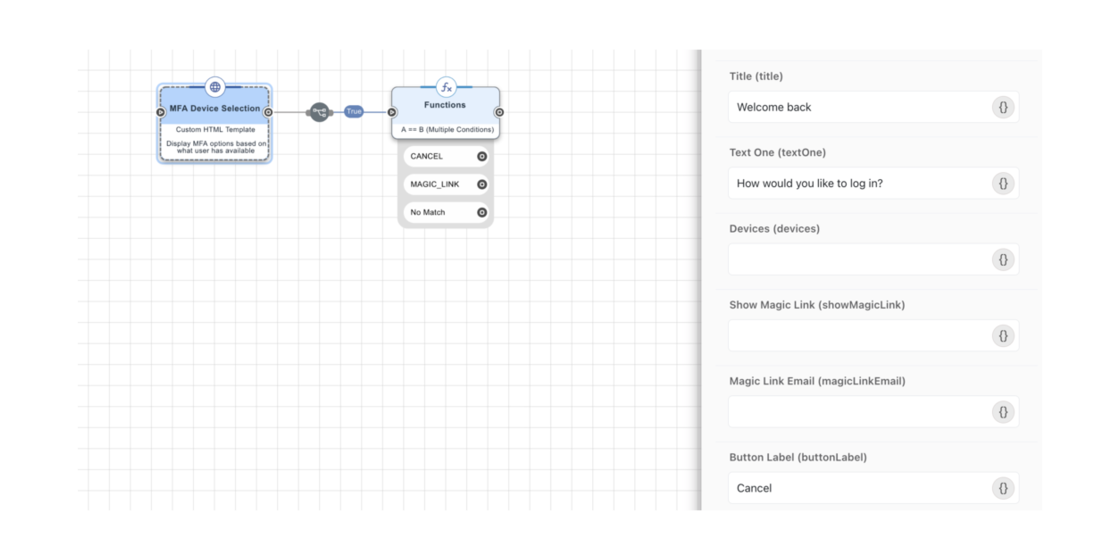 MFA Device Selection
Custom HTML Template
Display MFA options based on
what user has available
True
fx
Functions
A == B (Multiple Conditions)
CANCEL
MAGIC_LINK
No Match
Title (title)
Welcome back
{}
Text One (textOne)
How would you like to log in?
{}
Devices (devices)
{}
Show Magic Link (showMagicLink)
{}
Magic Link Email (magicLinkEmail)
{}
Button Label (buttonLabel)
Cancel
{}